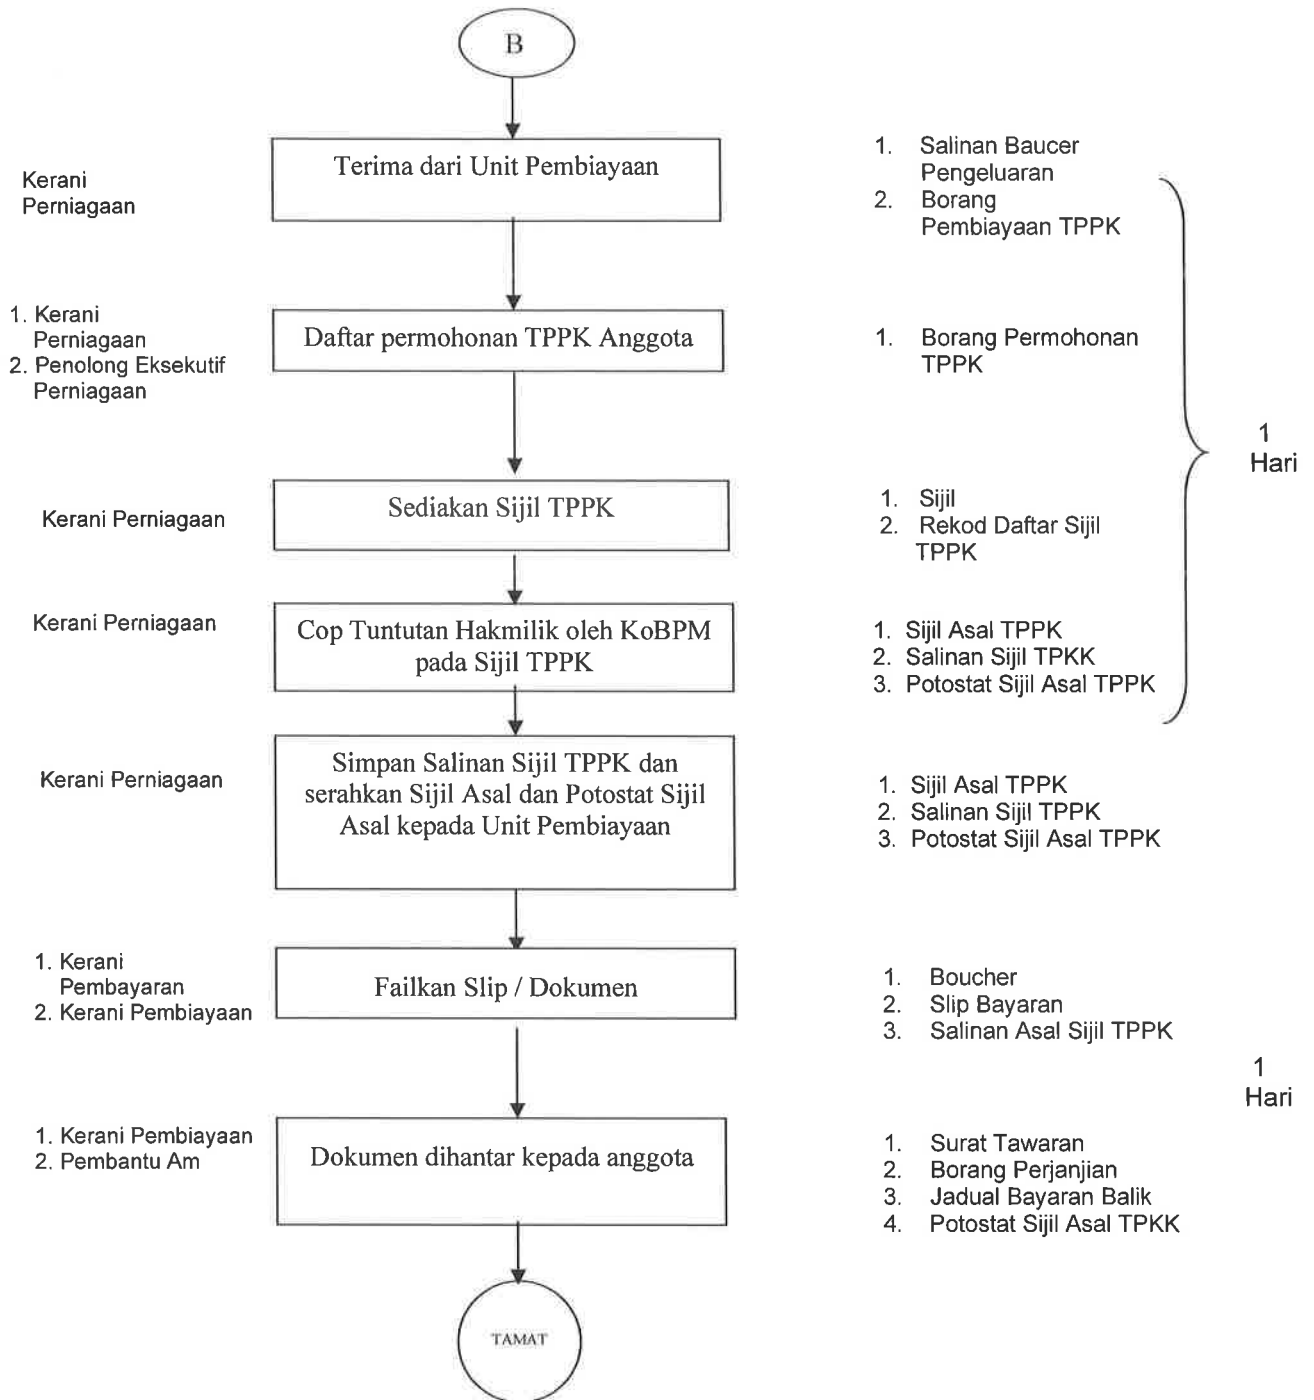 B
Kerani
Perniagaan
Terima dari Unit Pembiayaan
1. Salinan Baucer
Pengeluaran
2. Borang
Pembiayaan TPPK
1. Kerani
Perniagaan
2. Penolong Eksekutif
Perniagaan
Daftar permohonan TPPK Anggota
1. Borang Permohonan
TPPK
1
Hari
Kerani Perniagaan
Sediakan Sijil TPPK
1. Sijil
2. Rekod Daftar Sijil
TPPK
Kerani Perniagaan
Cop Tuntutan Hakmilik oleh KoBPM
pada Sijil TPPK
1. Sijil Asal TPPK
2. Salinan Sijil TPKK
3. Potostat Sijil Asal TPPK
Kerani Perniagaan
Simpan Salinan Sijil TPPK dan
serahkan Sijil Asal dan Potostat Sijil
Asal kepada Unit Pembiayaan
1. Sijil Asal TPPK
2. Salinan Sijil TPPK
3. Potostat Sijil Asal TPPK
1. Kerani
Pembayaran
2. Kerani Pembiayaan
Failkan Slip / Dokumen
1. Boucher
2. Slip Bayaran
3. Salinan Asal Sijil TPPK
1
Hari
1. Kerani Pembiayaan
2. Pembantu Am
Dokumen dihantar kepada anggota
1. Surat Tawaran
2. Borang Perjanjian
3. Jadual Bayaran Balik
4. Potostat Sijil Asal TPKK
TAMAT